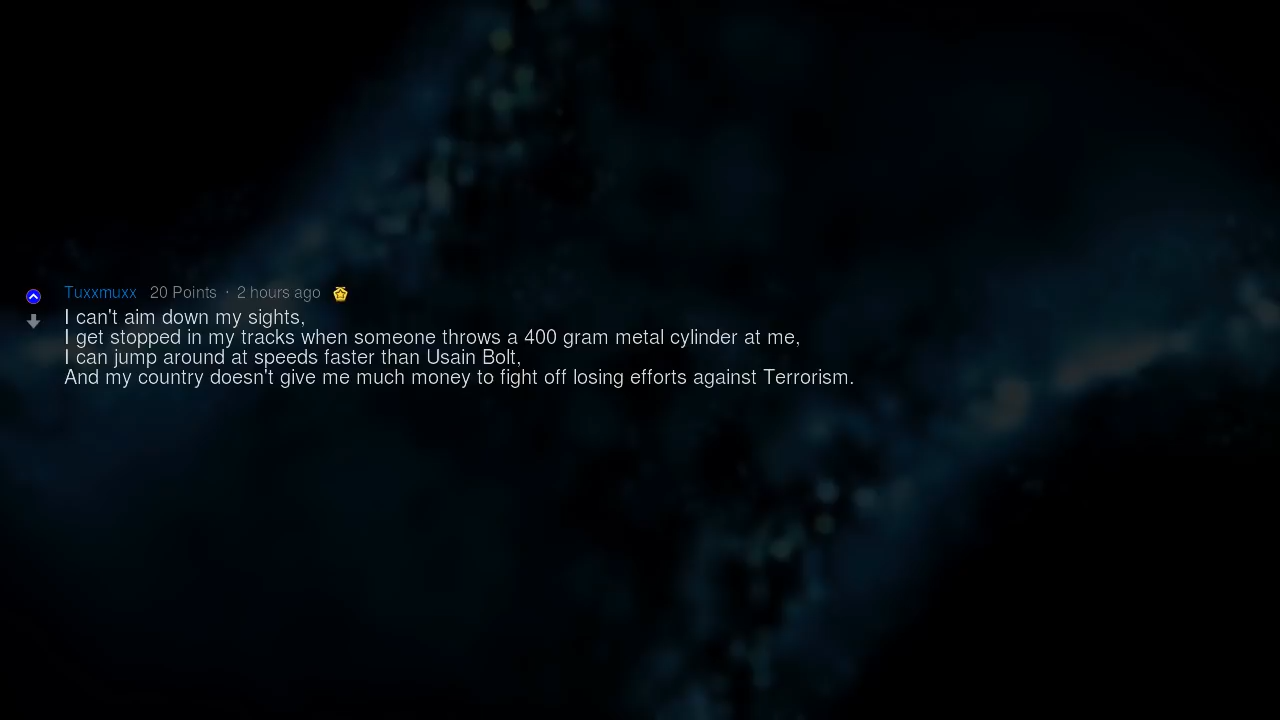 Tuxxmuxx 20 Points · 2 hours ago
I can't aim down my sights,
I get stopped in my tracks when someone throws a 400 gram metal cylinder at me,
I can jump around at speeds faster than Usain Bolt,
And my country doesn't give me much money to fight off losing efforts against Terrorism.